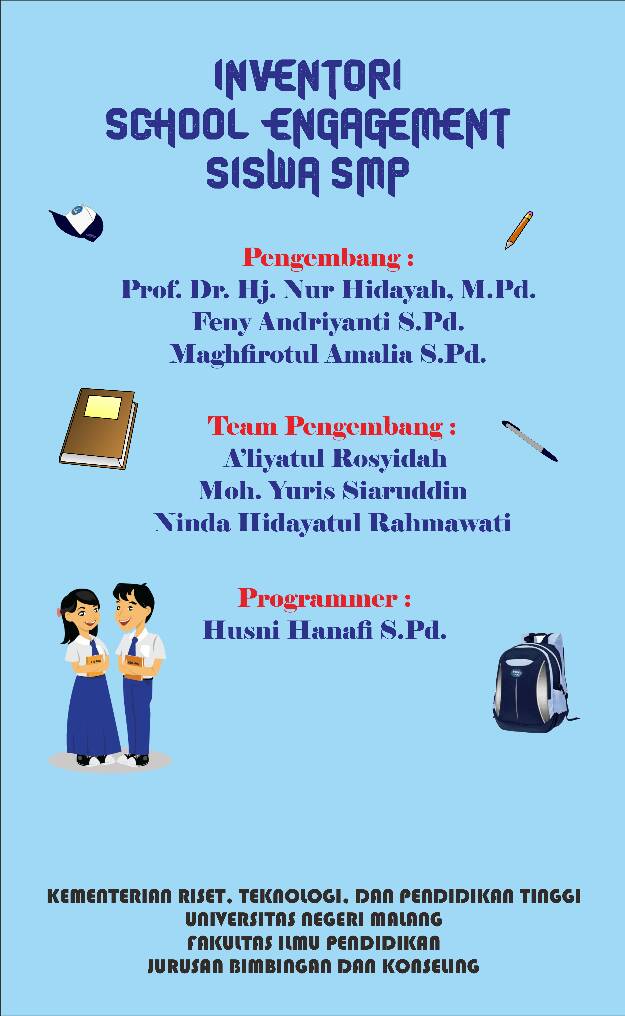 INVENTORI
SCHOOL ENGAGEMENT
SISWA SMP
Pengembang :
Prof. Dr. Hj. Nur Hidayah, M.Pd.
Feny Andriyanti S.Pd.
Maghfirotul Amalia S.Pd.
Team Pengembang :
A'liyatul Rosyidah
Moh. Yuris Siaruddin
Ninda Hidayatul Rahmawati
Programmer :
Husni Hanafi S.Pd.
KEMENTERIAN RISET, TEKNOLOGI, DAN PENDIDIKAN TINGGI
UNIVERSITAS NEGERI MALANG
FAKULTAS ILMU PENDIDIKAN
JURUSAN BIMBINGAN DAN KONSELING